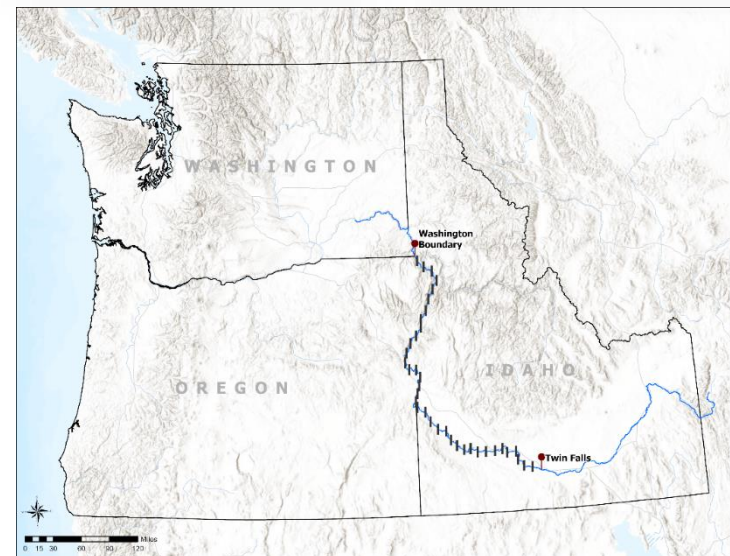 WASHINGTON
Washington
Boundary
OREGON
IDAHO
Twin Falls
Miles
0 15 30 60 90 120